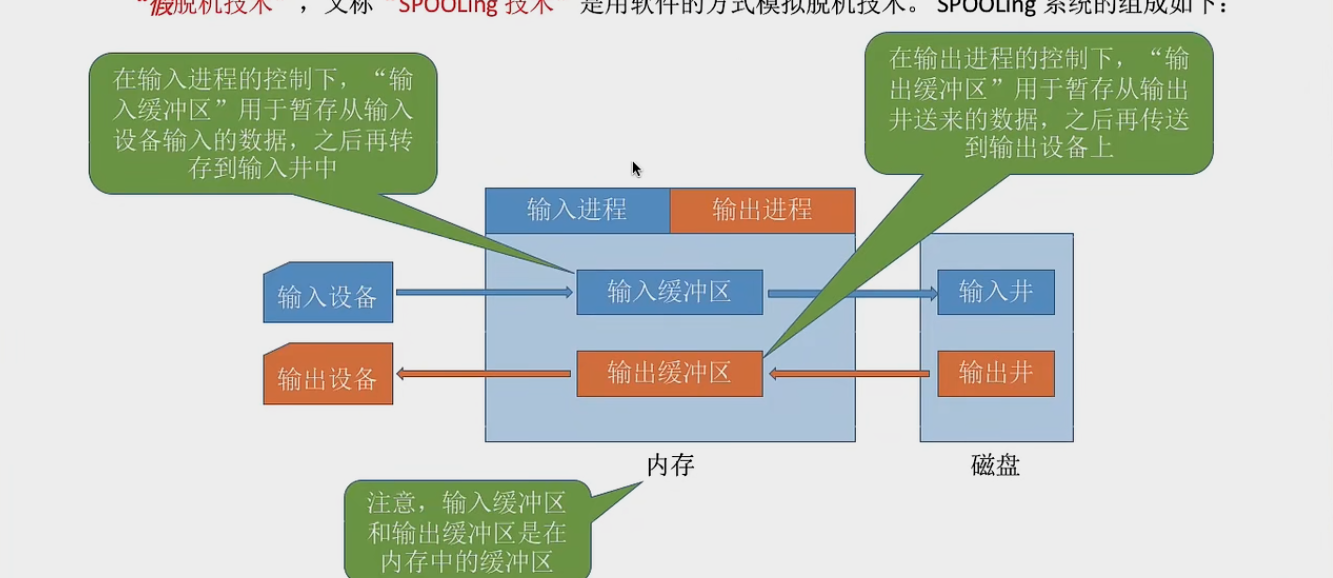 “假脱机技术”，又称“SPOOLing 技术”是用软件的方式模拟脱机技术。SPOOLing 系统的组成如下：
在输入进程的控制下，“输
入缓冲区”用于暂存从输入
设备输入的数据，之后再转
存到输入井中
在输出进程的控制下，“输
出缓冲区”用于暂存从输出
井送来的数据，之后再传送
到输出设备上
输入进程
输出进程
输入设备
输入缓冲区
输入井
输出设备
输出缓冲区
输出井
内存
磁盘
注意，输入缓冲区
和输出缓冲区是在
内存中的缓冲区